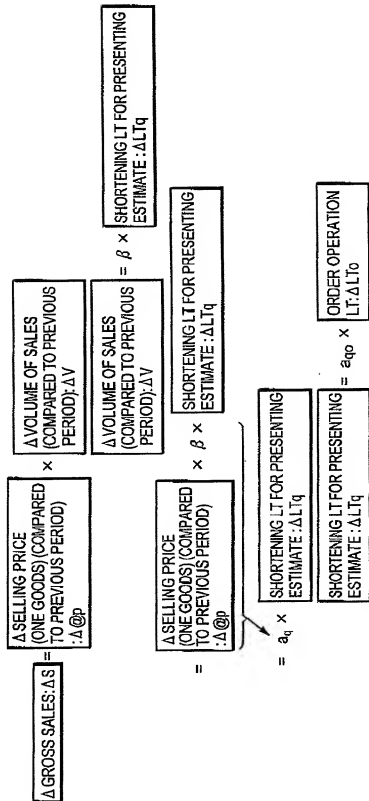 Δ GROSS SALES:ΔS
=
Δ SELLING PRICE
(ONE GOODS) (COMPARED
TO PREVIOUS PERIOD)
:Δ @p
×
Δ VOLUME OF SALES
(COMPARED TO PREVIOUS
PERIOD):ΔV
Δ VOLUME OF SALES
(COMPARED TO PREVIOUS
PERIOD):ΔV
= β ×
SHORTENING LT FOR PRESENTING
ESTIMATE :ΔLTq
=
Δ SELLING PRICE
(ONE GOODS) (COMPARED
TO PREVIOUS PERIOD)
:Δ @p
× β ×
SHORTENING LT FOR PRESENTING
ESTIMATE :ΔLTq
= aq ×
SHORTENING LT FOR PRESENTING
ESTIMATE :ΔLTq
SHORTENING LT FOR PRESENTING
ESTIMATE :ΔLTq
= aqo ×
ORDER OPERATION
LT:ΔLTo